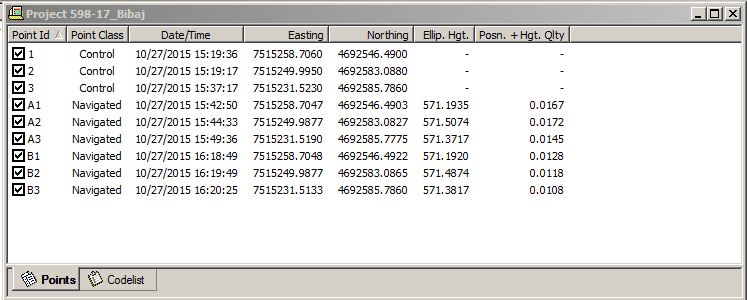 Project 598-17_Bibaj
Point Id Point Class Date/Time Easting Northing Ellip. Hgt. Posn. + Hgt. Qlty
1 Control 10/27/2015 15:19:36 7515258.7060 4692546.4900 - -
2 Control 10/27/2015 15:19:17 7515249.9950 4692583.0880 - -
3 Control 10/27/2015 15:37:17 7515231.5230 4692585.7860 - -
A1 Navigated 10/27/2015 15:42:50 7515258.7047 4692546.4903 571.1935 0.0167
A2 Navigated 10/27/2015 15:44:33 7515249.9877 4692583.0827 571.5074 0.0172
A3 Navigated 10/27/2015 15:49:36 7515231.5190 4692585.7775 571.3717 0.0145
B1 Navigated 10/27/2015 16:18:49 7515258.7048 4692546.4922 571.1920 0.0128
B2 Navigated 10/27/2015 16:19:49 7515249.9877 4692583.0865 571.4874 0.0118
B3 Navigated 10/27/2015 16:20:25 7515231.5133 4692585.7860 571.3817 0.0108
Points Codelist